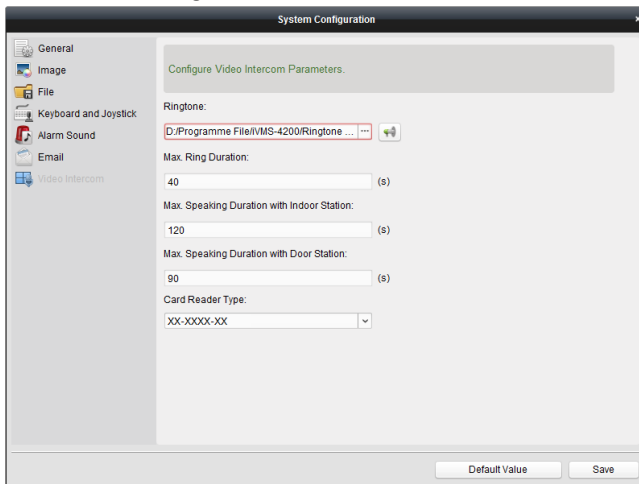 System Configuration
General
Image
File
Keyboard and Joystick
Alarm Sound
Email
Video Intercom
Configure Video Intercom Parameters.
Ringtone:
D:/Programme File/iVMS-4200/Ringtone ... ...
Max. Ring Duration:
40 (s)
Max. Speaking Duration with Indoor Station:
120 (s)
Max. Speaking Duration with Door Station:
90 (s)
Card Reader Type:
XX-XXXX-XX
Default Value Save